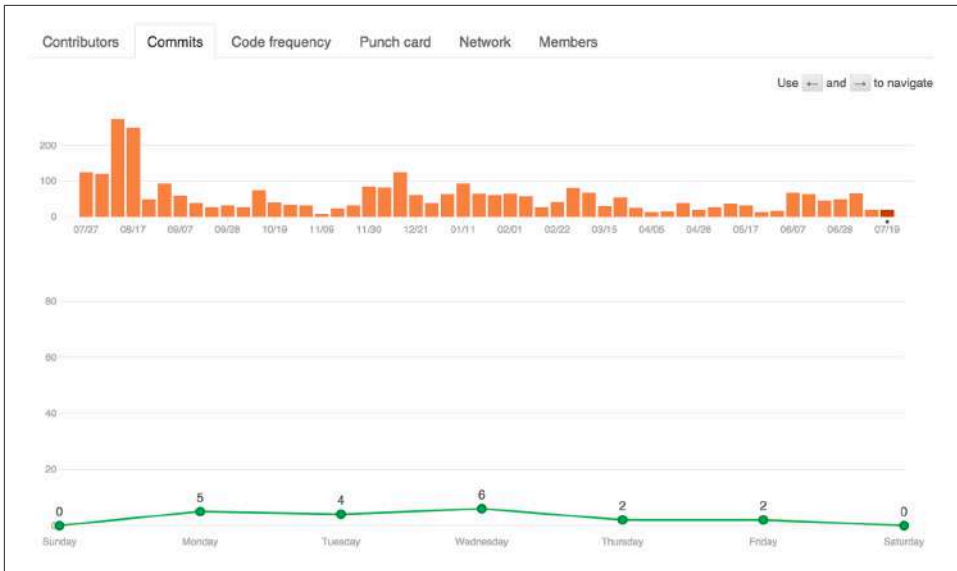 Contributors Commits Code frequency Punch card Network Members
Use ← and → to navigate
200
100
0
07/27 08/17 09/07 09/28 10/19 11/09 11/30 12/21 01/11 02/01 02/22 03/15 04/05 04/26 05/17 06/07 06/28 07/19
80
60
40
20
0 5 4 6 2 2 0
0
Sunday Monday Tuesday Wednesday Thursday Friday Saturday